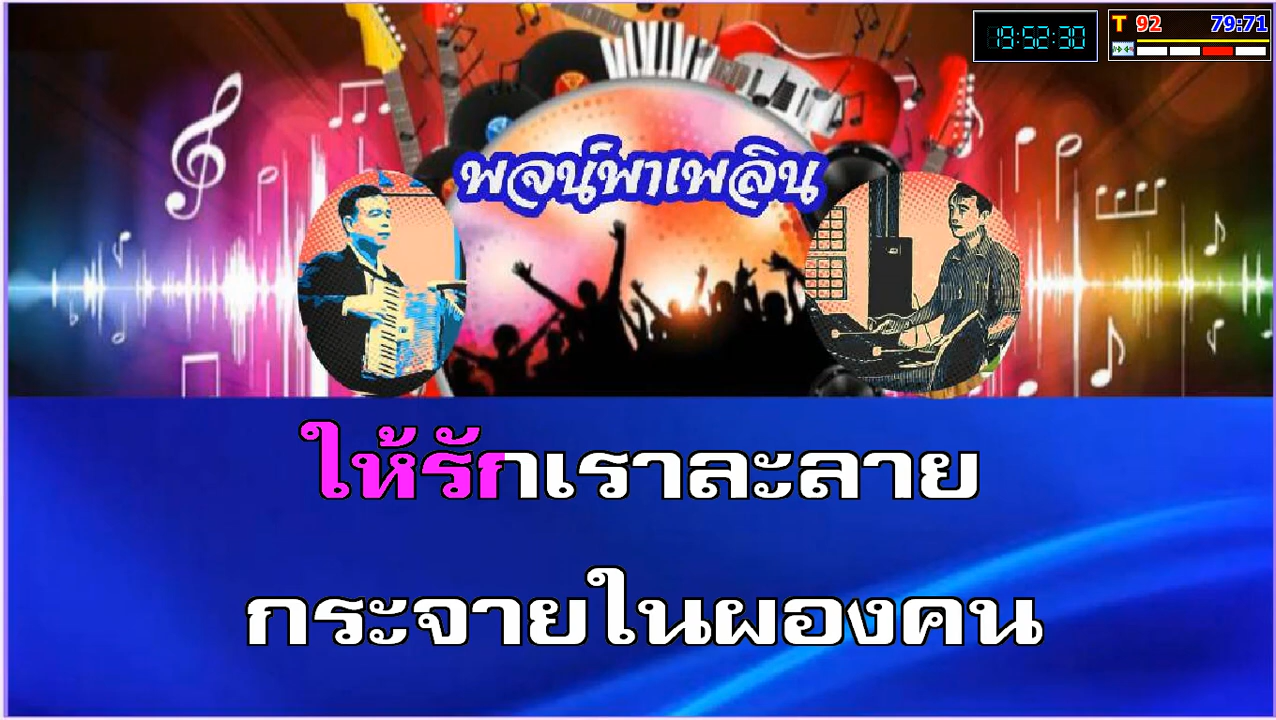 19:52:30
T 92 79:71
พจน์พาเพลิน
ให้รักเราละลาย
กระจายในผองคน